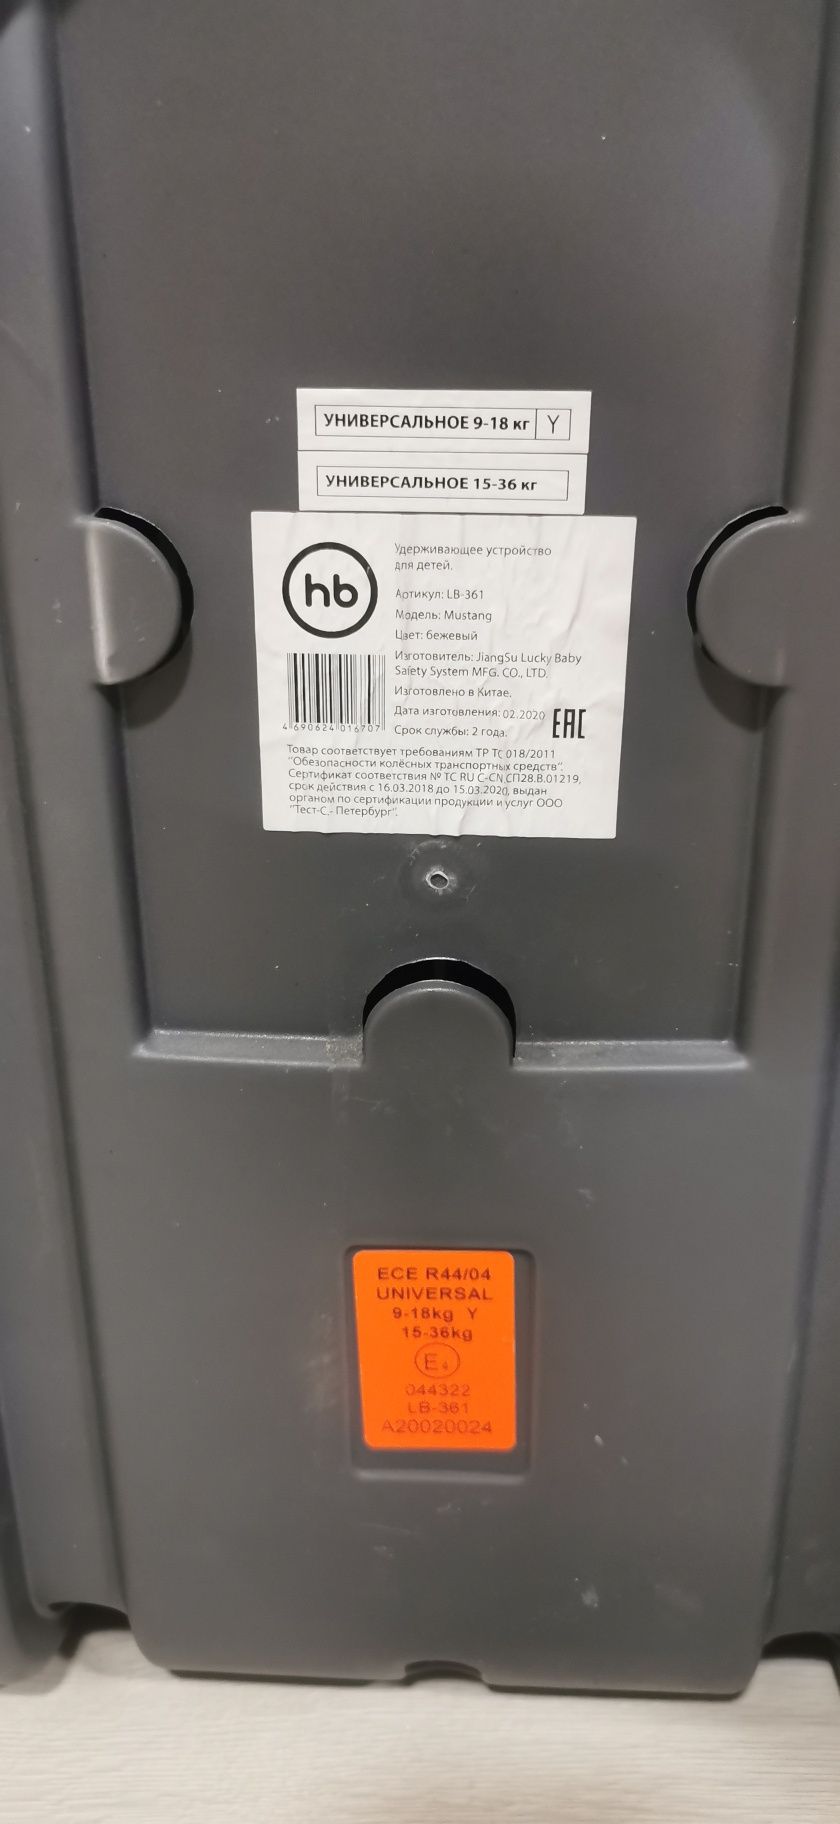 УНИВЕРСАЛЬНОЕ 9-18 кг Y
УНИВЕРСАЛЬНОЕ 15-36 кг
hb
Удерживающее устройство
для детей.
Артикул: LB-361
Модель: Mustang
Цвет: бежевый
Изготовитель: JiangSu Lucky Baby
Safety System MFG. CO., LTD.
Изготовлено в Китае.
Дата изготовления: 02.2020
Срок службы: 2 года.
EAC
4 690624 016707
Товар соответствует требованиям ТР ТС 018/2011
"Обезопасности колёсных транспортных средств".
Сертификат соответствия № ТС RU C-CN.СП28.В.01219,
срок действия с 16.03.2018 до 15.03.2020, выдан
органом по сертификации продукции и услуг ООО
"Тест-С.- Петербург".
ECE R44/04
UNIVERSAL
9-18kg Y
15-36kg
E4
044322
LB-361
A20020024